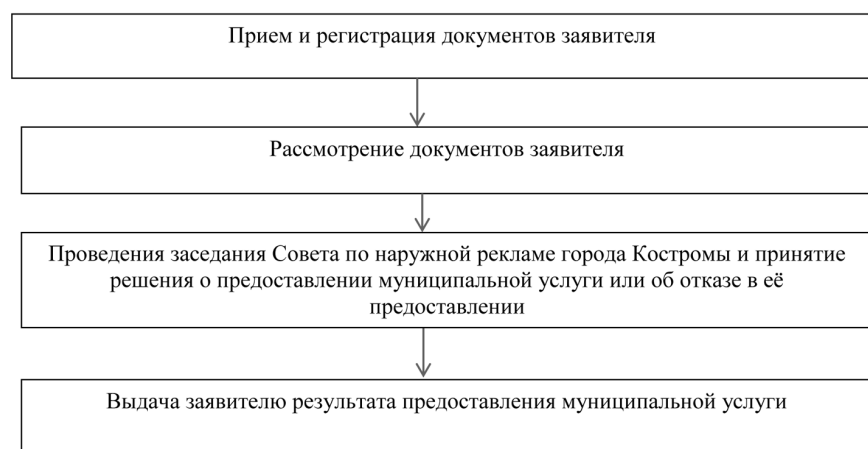 Прием и регистрация документов заявителя
Рассмотрение документов заявителя
Проведения заседания Совета по наружной рекламе города Костромы и принятие
решения о предоставлении муниципальной услуги или об отказе в её
предоставлении
Выдача заявителю результата предоставления муниципальной услуги